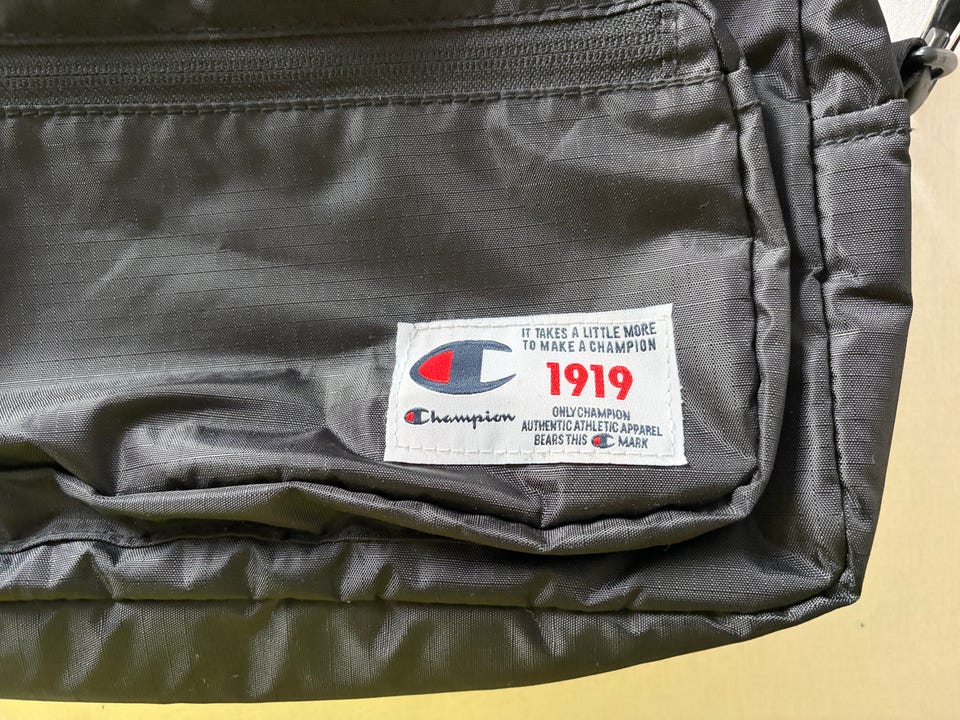 IT TAKES A LITTLE MORE
TO MAKE A CHAMPION
Champion
1919
ONLY CHAMPION
AUTHENTIC ATHLETIC APPAREL
BEARS THIS C MARK